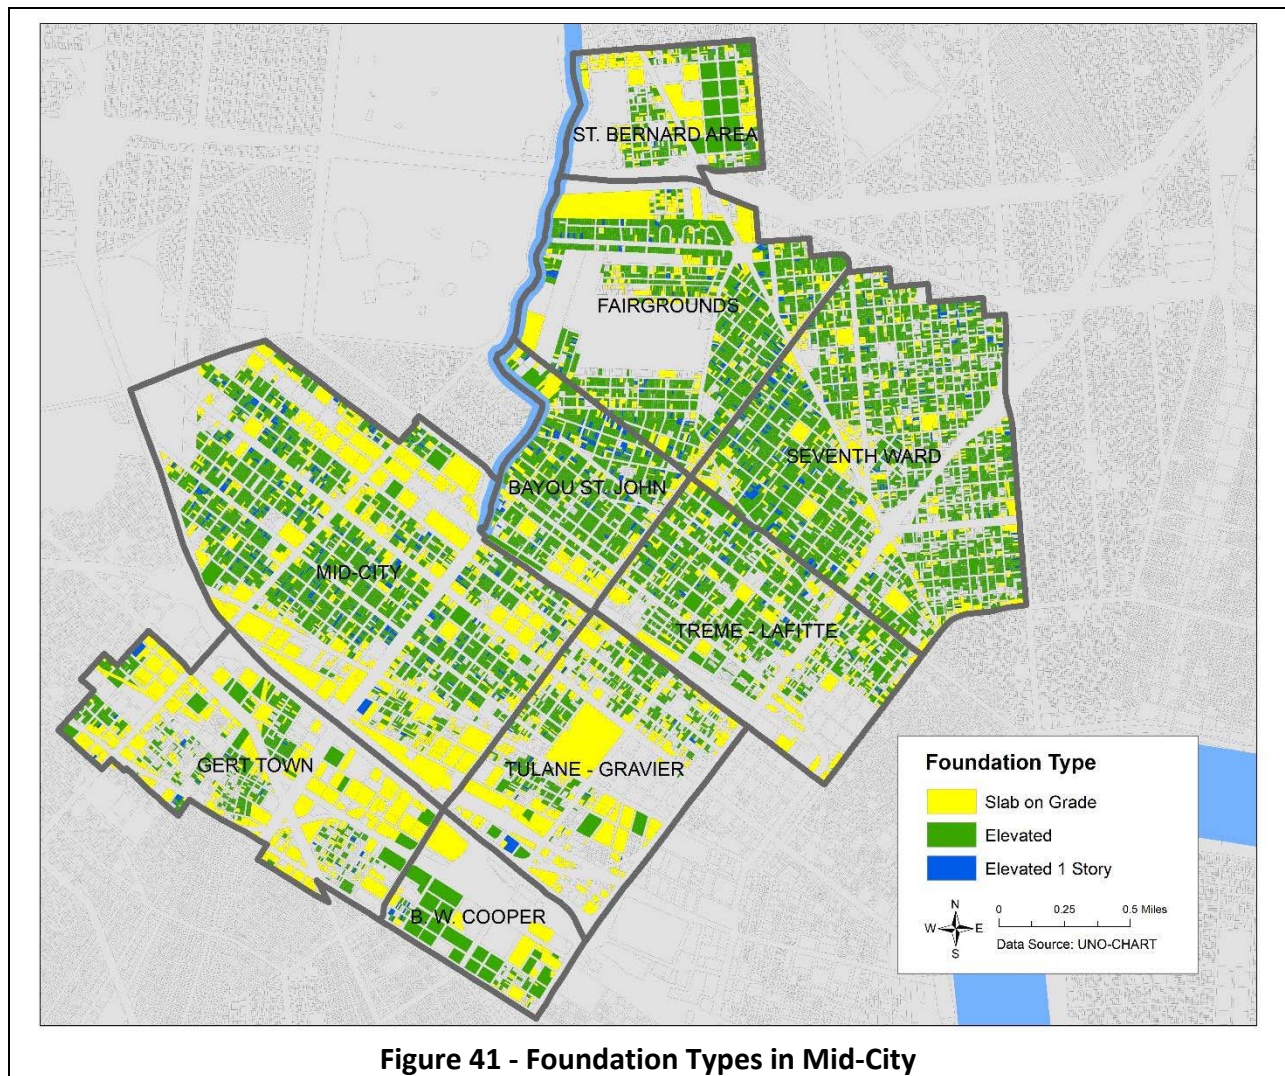 ST. BERNARD AREA
FAIRGROUNDS
SEVENTH WARD
BAYOU ST. JOHN
MID-CITY
TREME - LAFITTE
GERT TOWN
TULANE - GRAVIER
B. W. COOPER
Foundation Type
Slab on Grade
Elevated
Elevated 1 Story
N
W E
S
0 0.25 0.5 Miles
Data Source: UNO-CHART
Figure 41 - Foundation Types in Mid-City